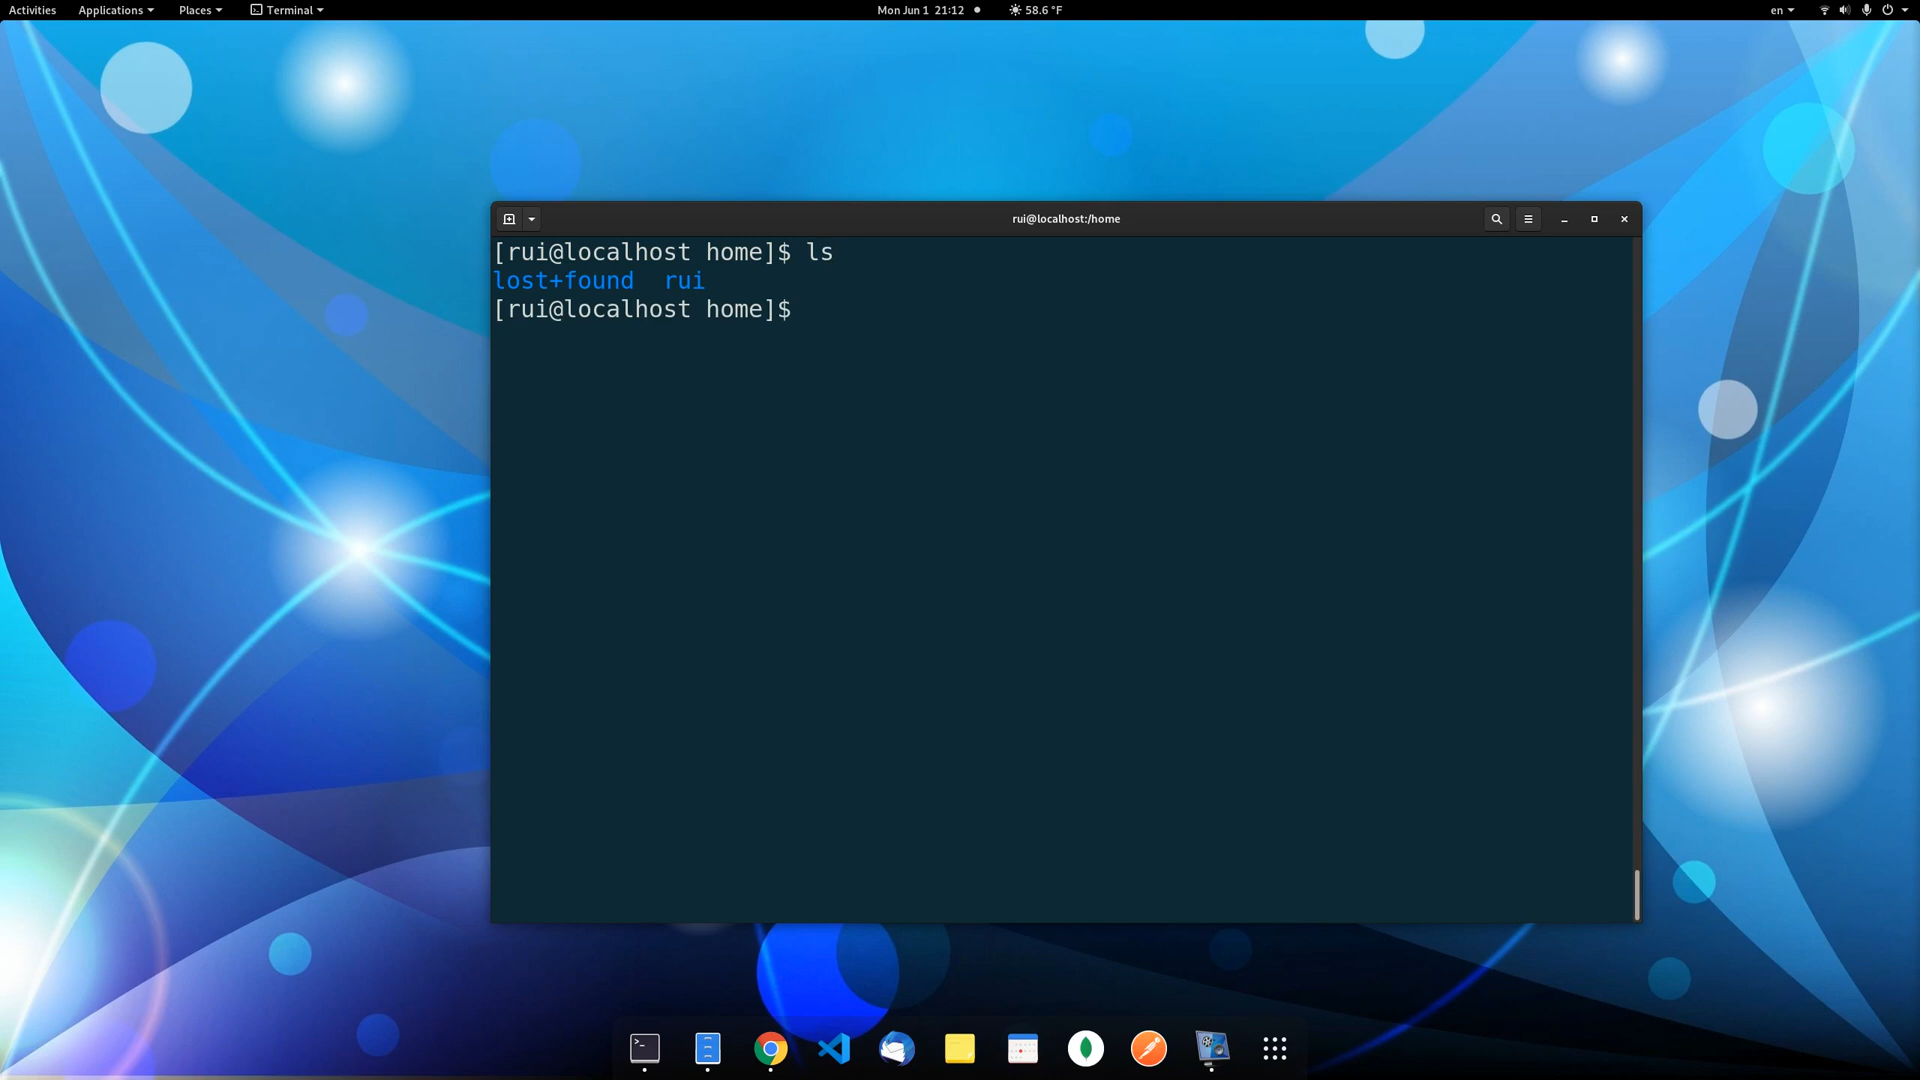 Activities Applications Places Terminal Mon Jun 1 21:12 58.6 °F en
rui@localhost:/home
[rui@localhost home]$ ls
lost+found rui
[rui@localhost home]$